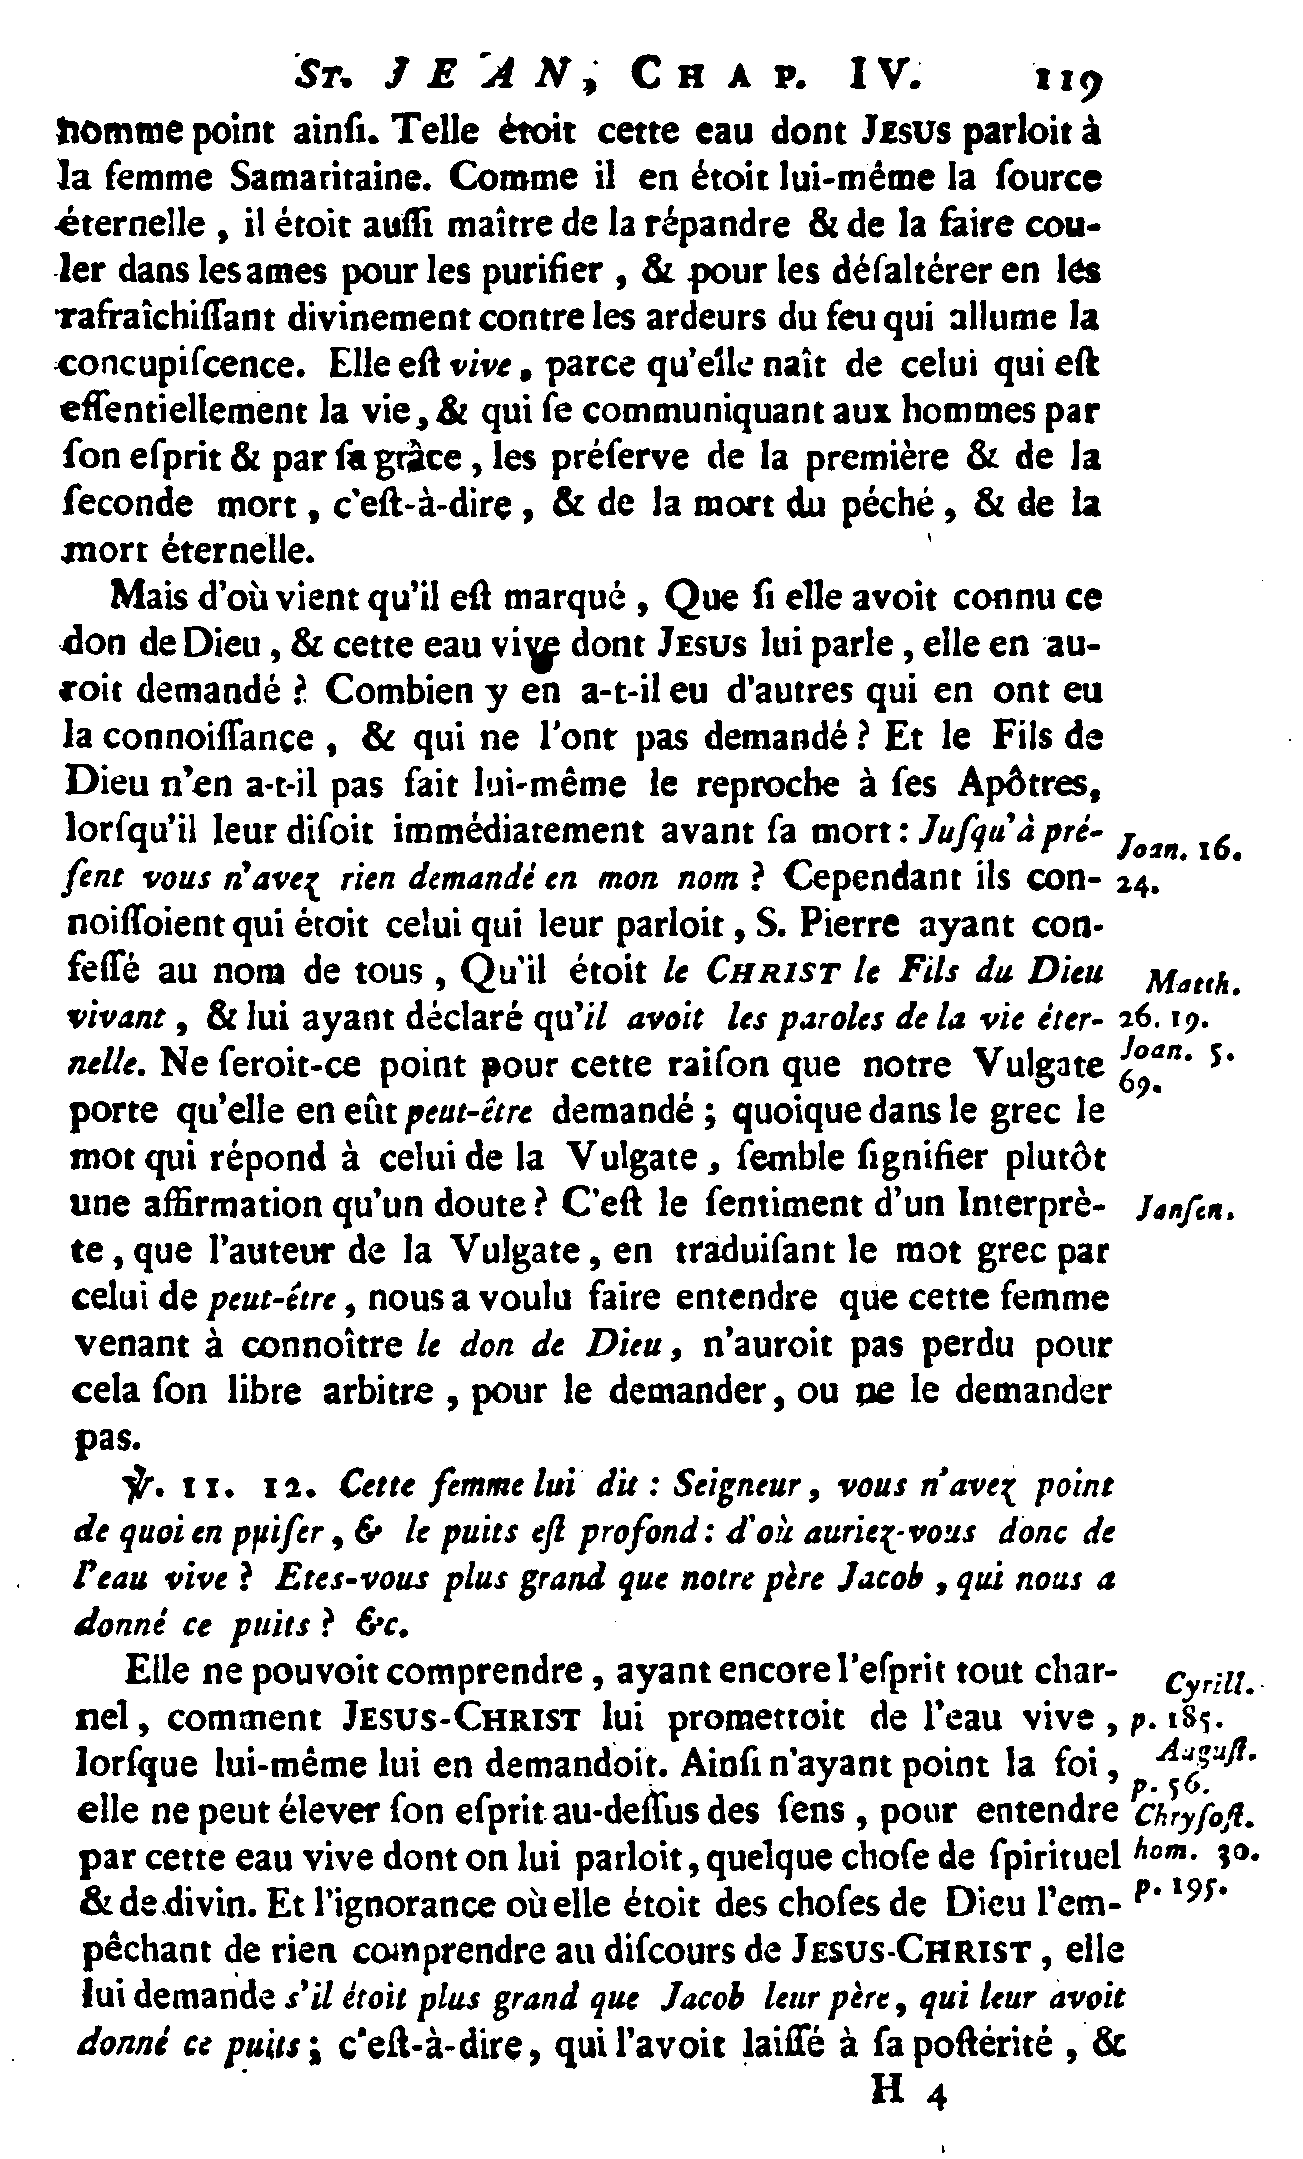 St. JEAN, CHAP. IV. 119
homme point ainſi. Telle étoit cette eau dont JESUS parloit à
la femme Samaritaine. Comme il en étoit lui-même la ſource
éternelle, il étoit auſſi maître de la répandre & de la faire cou-
ler dans les ames pour les purifier, & pour les déſaltérer en les
rafraîchiſſant divinement contre les ardeurs du feu qui allume la
concupiſcence. Elle eſt vive, parce qu'elle naît de celui qui eſt
eſſentiellement la vie, & qui ſe communiquant aux hommes par
ſon eſprit & par ſa grâce, les préſerve de la première & de la
ſeconde mort, c'eſt-à-dire, & de la mort du péché, & de la
mort éternelle.
Mais d'où vient qu'il eſt marqué, Que ſi elle avoit connu ce
don de Dieu, & cette eau vive dont JESUS lui parle, elle en au-
roit demandé ? Combien y en a-t-il eu d'autres qui en ont eu
la connoiſſance, & qui ne l'ont pas demandé ? Et le Fils de
Dieu n'en a-t-il pas fait lui-même le reproche à ſes Apôtres,
lorſqu'il leur diſoit immédiatement avant ſa mort : Juſqu'à pré-
Joan. 16.
ſent vous n'avez rien demandé en mon nom ? Cependant ils con-
24.
noiſſoient qui étoit celui qui leur parloit, S. Pierre ayant con-
feſſé au nom de tous, Qu'il étoit le CHRIST le Fils du Dieu
Matth.
vivant, & lui ayant déclaré qu'il avoit les paroles de la vie éter-
26. 19.
nelle. Ne ſeroit-ce point pour cette raiſon que notre Vulgate
Joan. 5.
69.
porte qu'elle en eût peut-être demandé ; quoique dans le grec le
mot qui répond à celui de la Vulgate, ſemble ſignifier plutôt
une affirmation qu'un doute ? C'eſt le ſentiment d'un Interprè-
Janſen.
te, que l'auteur de la Vulgate, en traduiſant le mot grec par
celui de peut-être, nous a voulu faire entendre que cette femme
venant à connoître le don de Dieu, n'auroit pas perdu pour
cela ſon libre arbitre, pour le demander, ou ne le demander
pas.
℣. 11. 12. Cette femme lui dit : Seigneur, vous n'avez point
de quoi en puiſer, & le puits eſt profond : d'où auriez-vous donc de
l'eau vive ? Etes-vous plus grand que notre père Jacob, qui nous a
donné ce puits ? &c.
Elle ne pouvoit comprendre, ayant encore l'eſprit tout char-
Cyrill.
nel, comment JESUS-CHRIST lui promettoit de l'eau vive,
p. 185.
lorſque lui-même lui en demandoit. Ainſi n'ayant point la foi,
Auguſt.
p. 56.
elle ne peut élever ſon eſprit au-deſſus des ſens, pour entendre
Chryſoſt.
par cette eau vive dont on lui parloit, quelque choſe de ſpirituel
hom. 30.
& de divin. Et l'ignorance où elle étoit des choſes de Dieu l'em-
p. 195.
pêchant de rien comprendre au diſcours de JESUS-CHRIST, elle
lui demande s'il étoit plus grand que Jacob leur père, qui leur avoit
donné ce puits ; c'eſt-à-dire, qui l'avoit laiſſé à ſa poſtérité, &
H 4